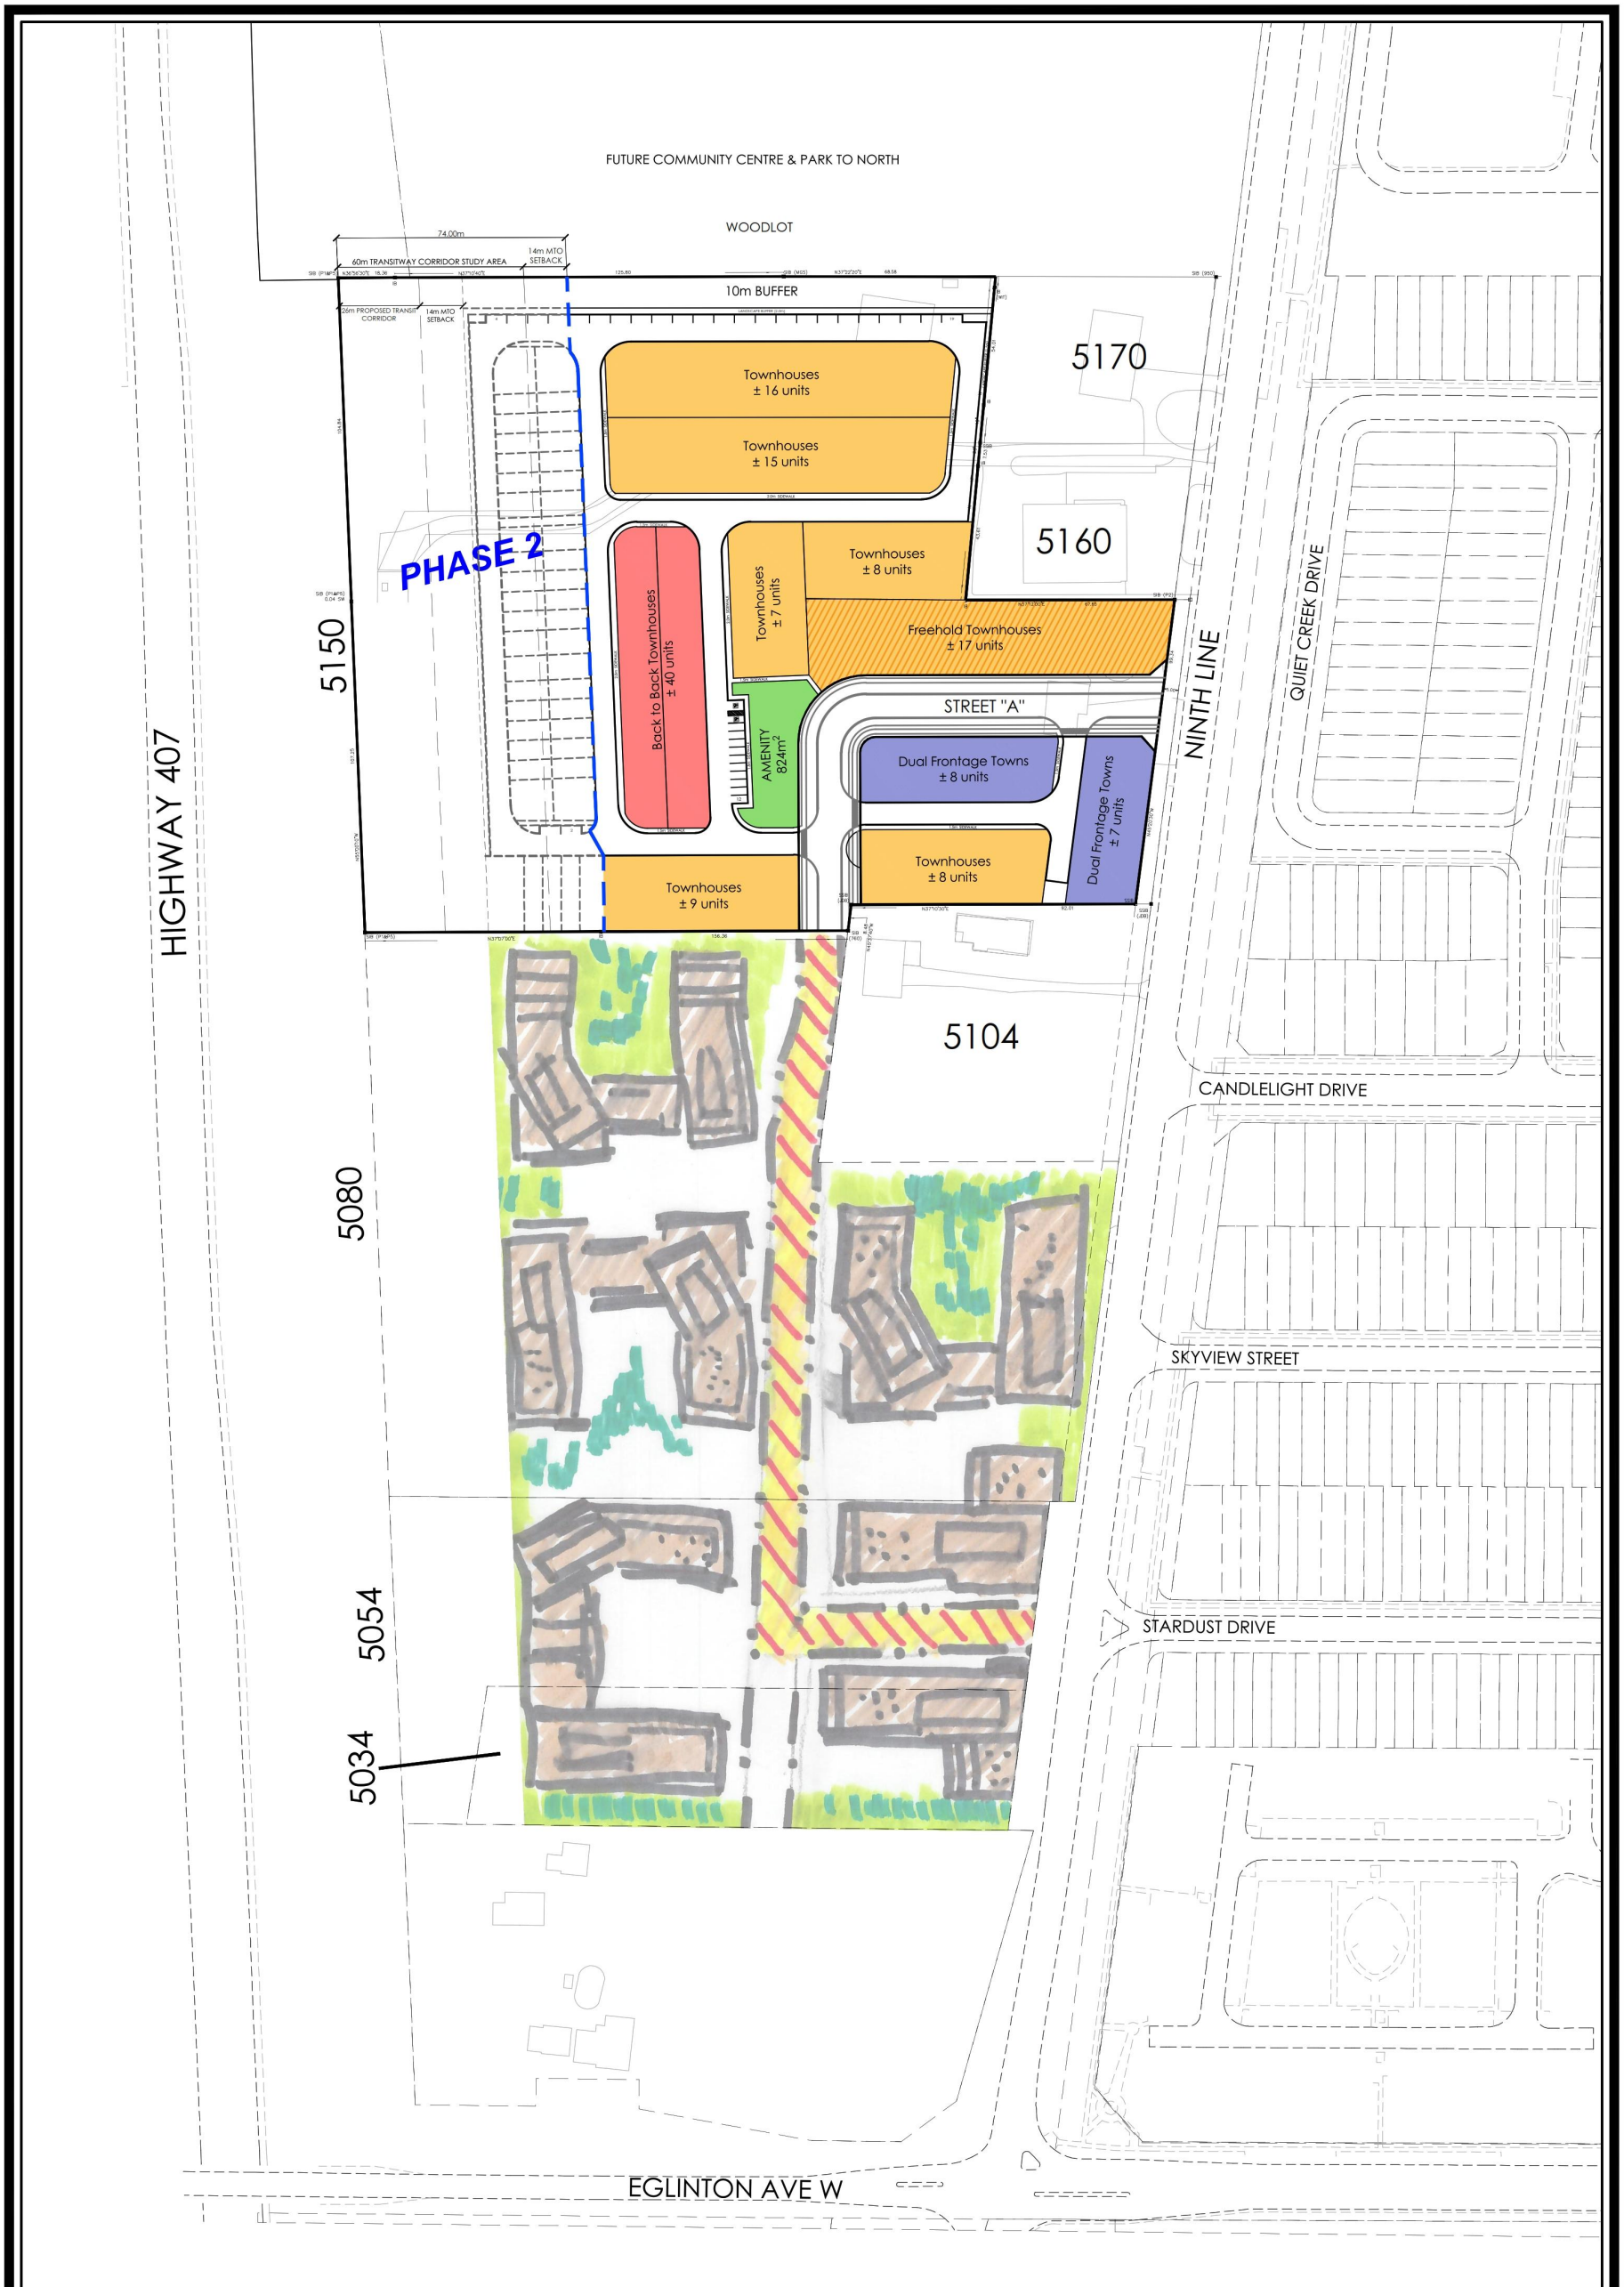 FUTURE COMMUNITY CENTRE & PARK TO NORTH
WOODLOT
74.00m
60m TRANSITWAY CORRIDOR STUDY AREA
14m MTO
SETBACK
10m BUFFER
26m PROPOSED TRANSIT
CORRIDOR
14m MTO
SETBACK
Townhouses
± 16 units
Townhouses
± 15 units
5170
5160
PHASE 2
Back to Back Townhouses
± 40 units
Townhouses
± 7 units
Townhouses
± 8 units
Freehold Townhouses
± 17 units
STREET "A"
AMENITY
824m²
Dual Frontage Towns
± 8 units
Dual Frontage Towns
± 7 units
Townhouses
± 8 units
Townhouses
± 9 units
5150
HIGHWAY 407
NINTH LINE
QUIET CREEK DRIVE
5104
CANDLELIGHT DRIVE
5080
SKYVIEW STREET
5054
STARDUST DRIVE
5034
EGLINTON AVE W